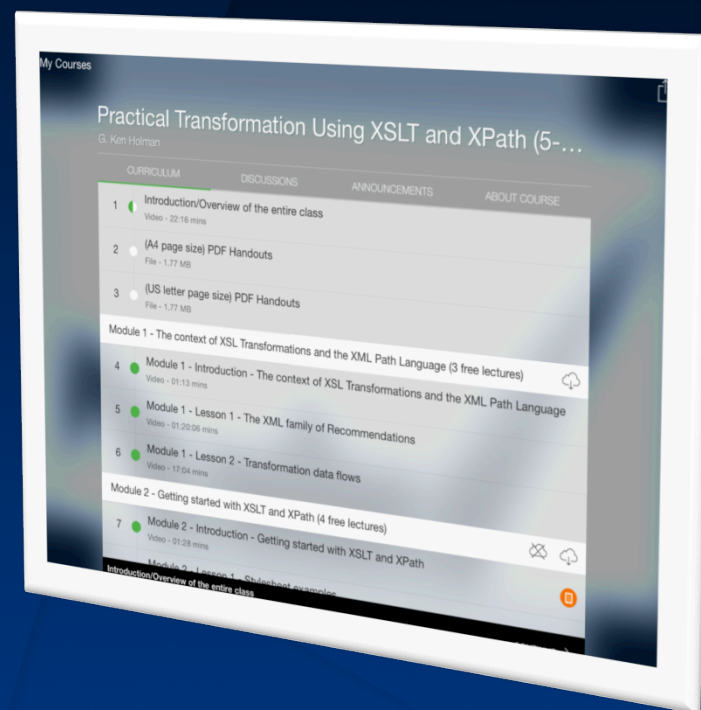 My Courses
Practical Transformation Using XSLT and XPath (5-...
G. Ken Holman
CURRICULUM
DISCUSSIONS
ANNOUNCEMENTS
ABOUT COURSE
1 Introduction/Overview of the entire class
Video - 22:16 mins
2 (A4 page size) PDF Handouts
File - 1.77 MB
3 (US letter page size) PDF Handouts
File - 1.77 MB
Module 1 - The context of XSL Transformations and the XML Path Language (3 free lectures)
4 Module 1 - Introduction - The context of XSL Transformations and the XML Path Language
Video - 01:13 mins
5 Module 1 - Lesson 1 - The XML family of Recommendations
Video - 01:20:06 mins
6 Module 1 - Lesson 2 - Transformation data flows
Video - 17:04 mins
Module 2 - Getting started with XSLT and XPath (4 free lectures)
7 Module 2 - Introduction - Getting started with XSLT and XPath
Video - 01:28 mins
Module 2 - Lesson 1 - Stylesheet examples
Introduction/Overview of the entire class